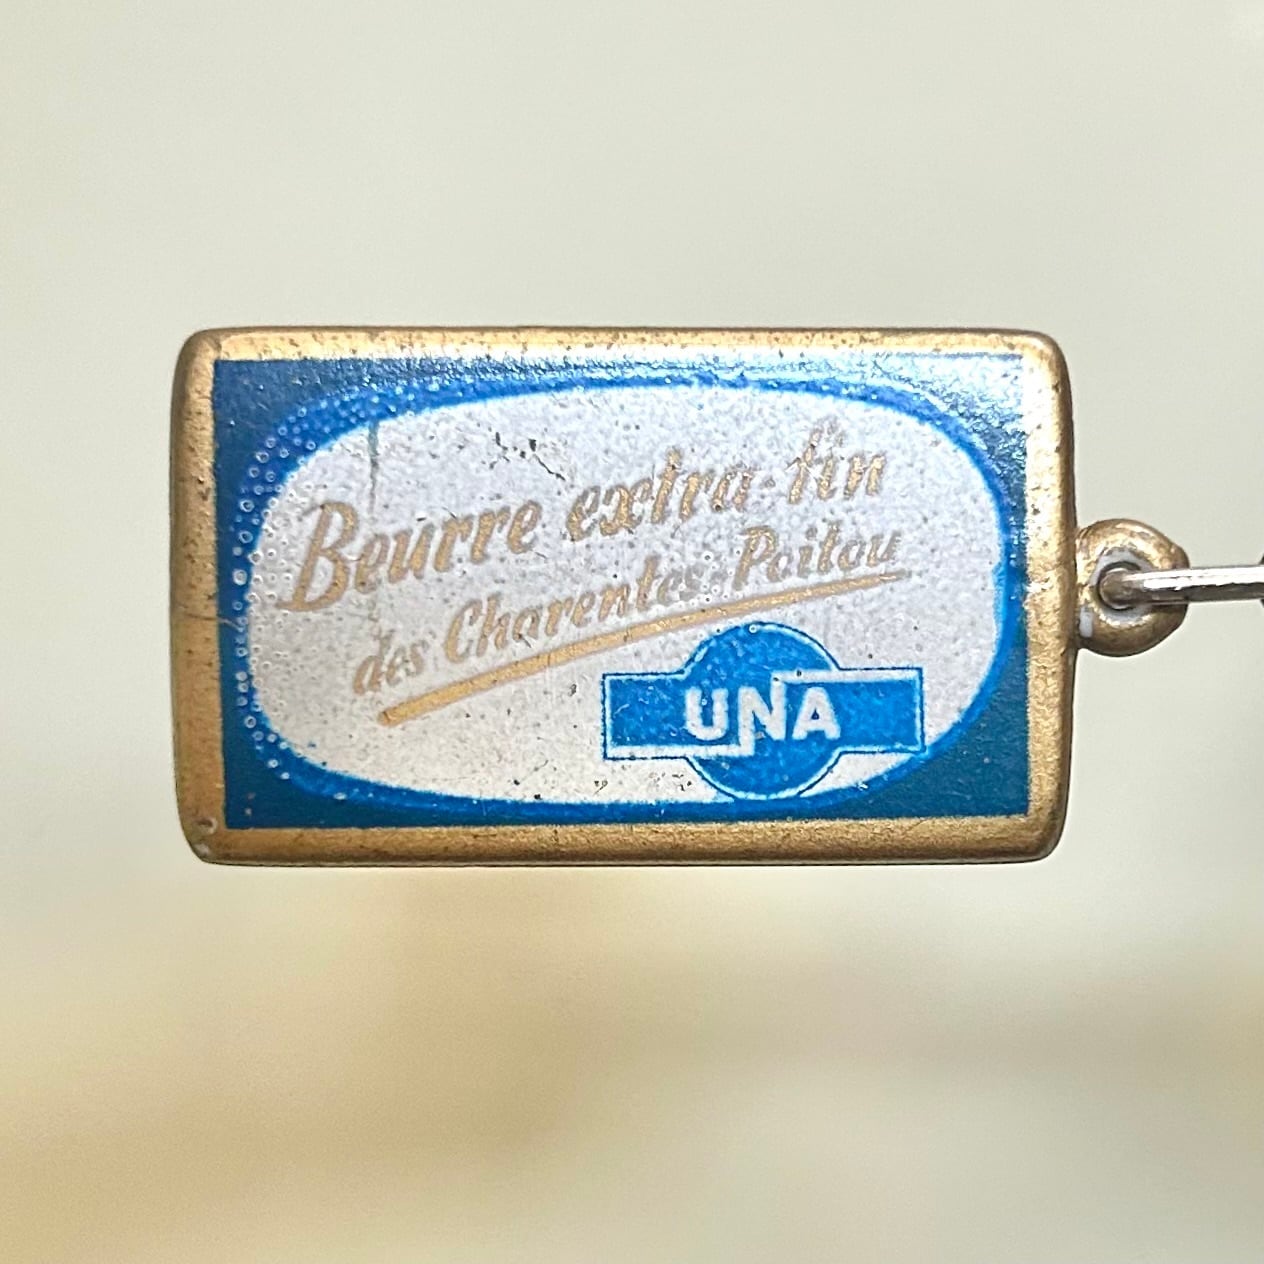 Beurre extra-fin
des Charentes-Poitou
UNA